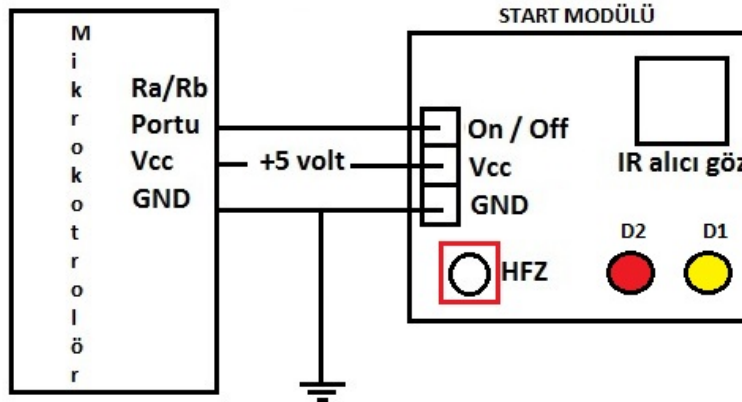 START MODÜLÜ
Mikrokotrolör
Ra/Rb
Portu
Vcc
GND
+5 volt
On / Off
Vcc
GND
IR alıcı göz
HFZ
D2
D1